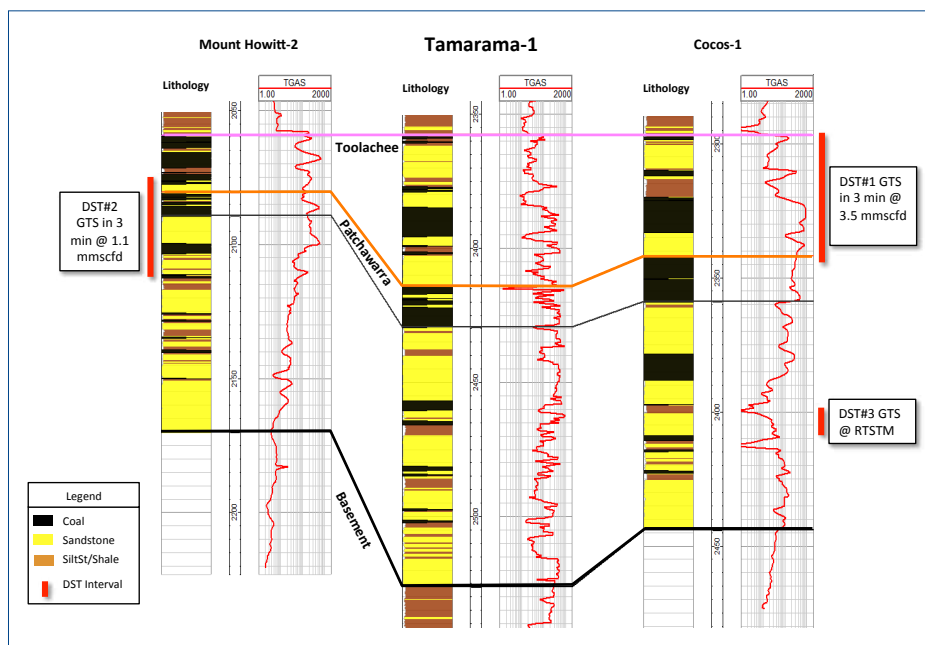 Mount Howitt-2
Tamarama-1
Cocos-1
Lithology
TGAS
1.00 2000
Lithology
TGAS
1.00 2000
Lithology
TGAS
1.00 2000
2050
2100
2150
2200
2350
2400
2450
2500
2300
2350
2400
2450
Toolachee
Patchawarra
Basement
DST#2
GTS in 3
min @ 1.1
mmscfd
DST#1 GTS
in 3 min @
3.5 mmscfd
DST#3 GTS
@ RTSTM
Legend
Coal
Sandstone
SiltSt/Shale
DST Interval